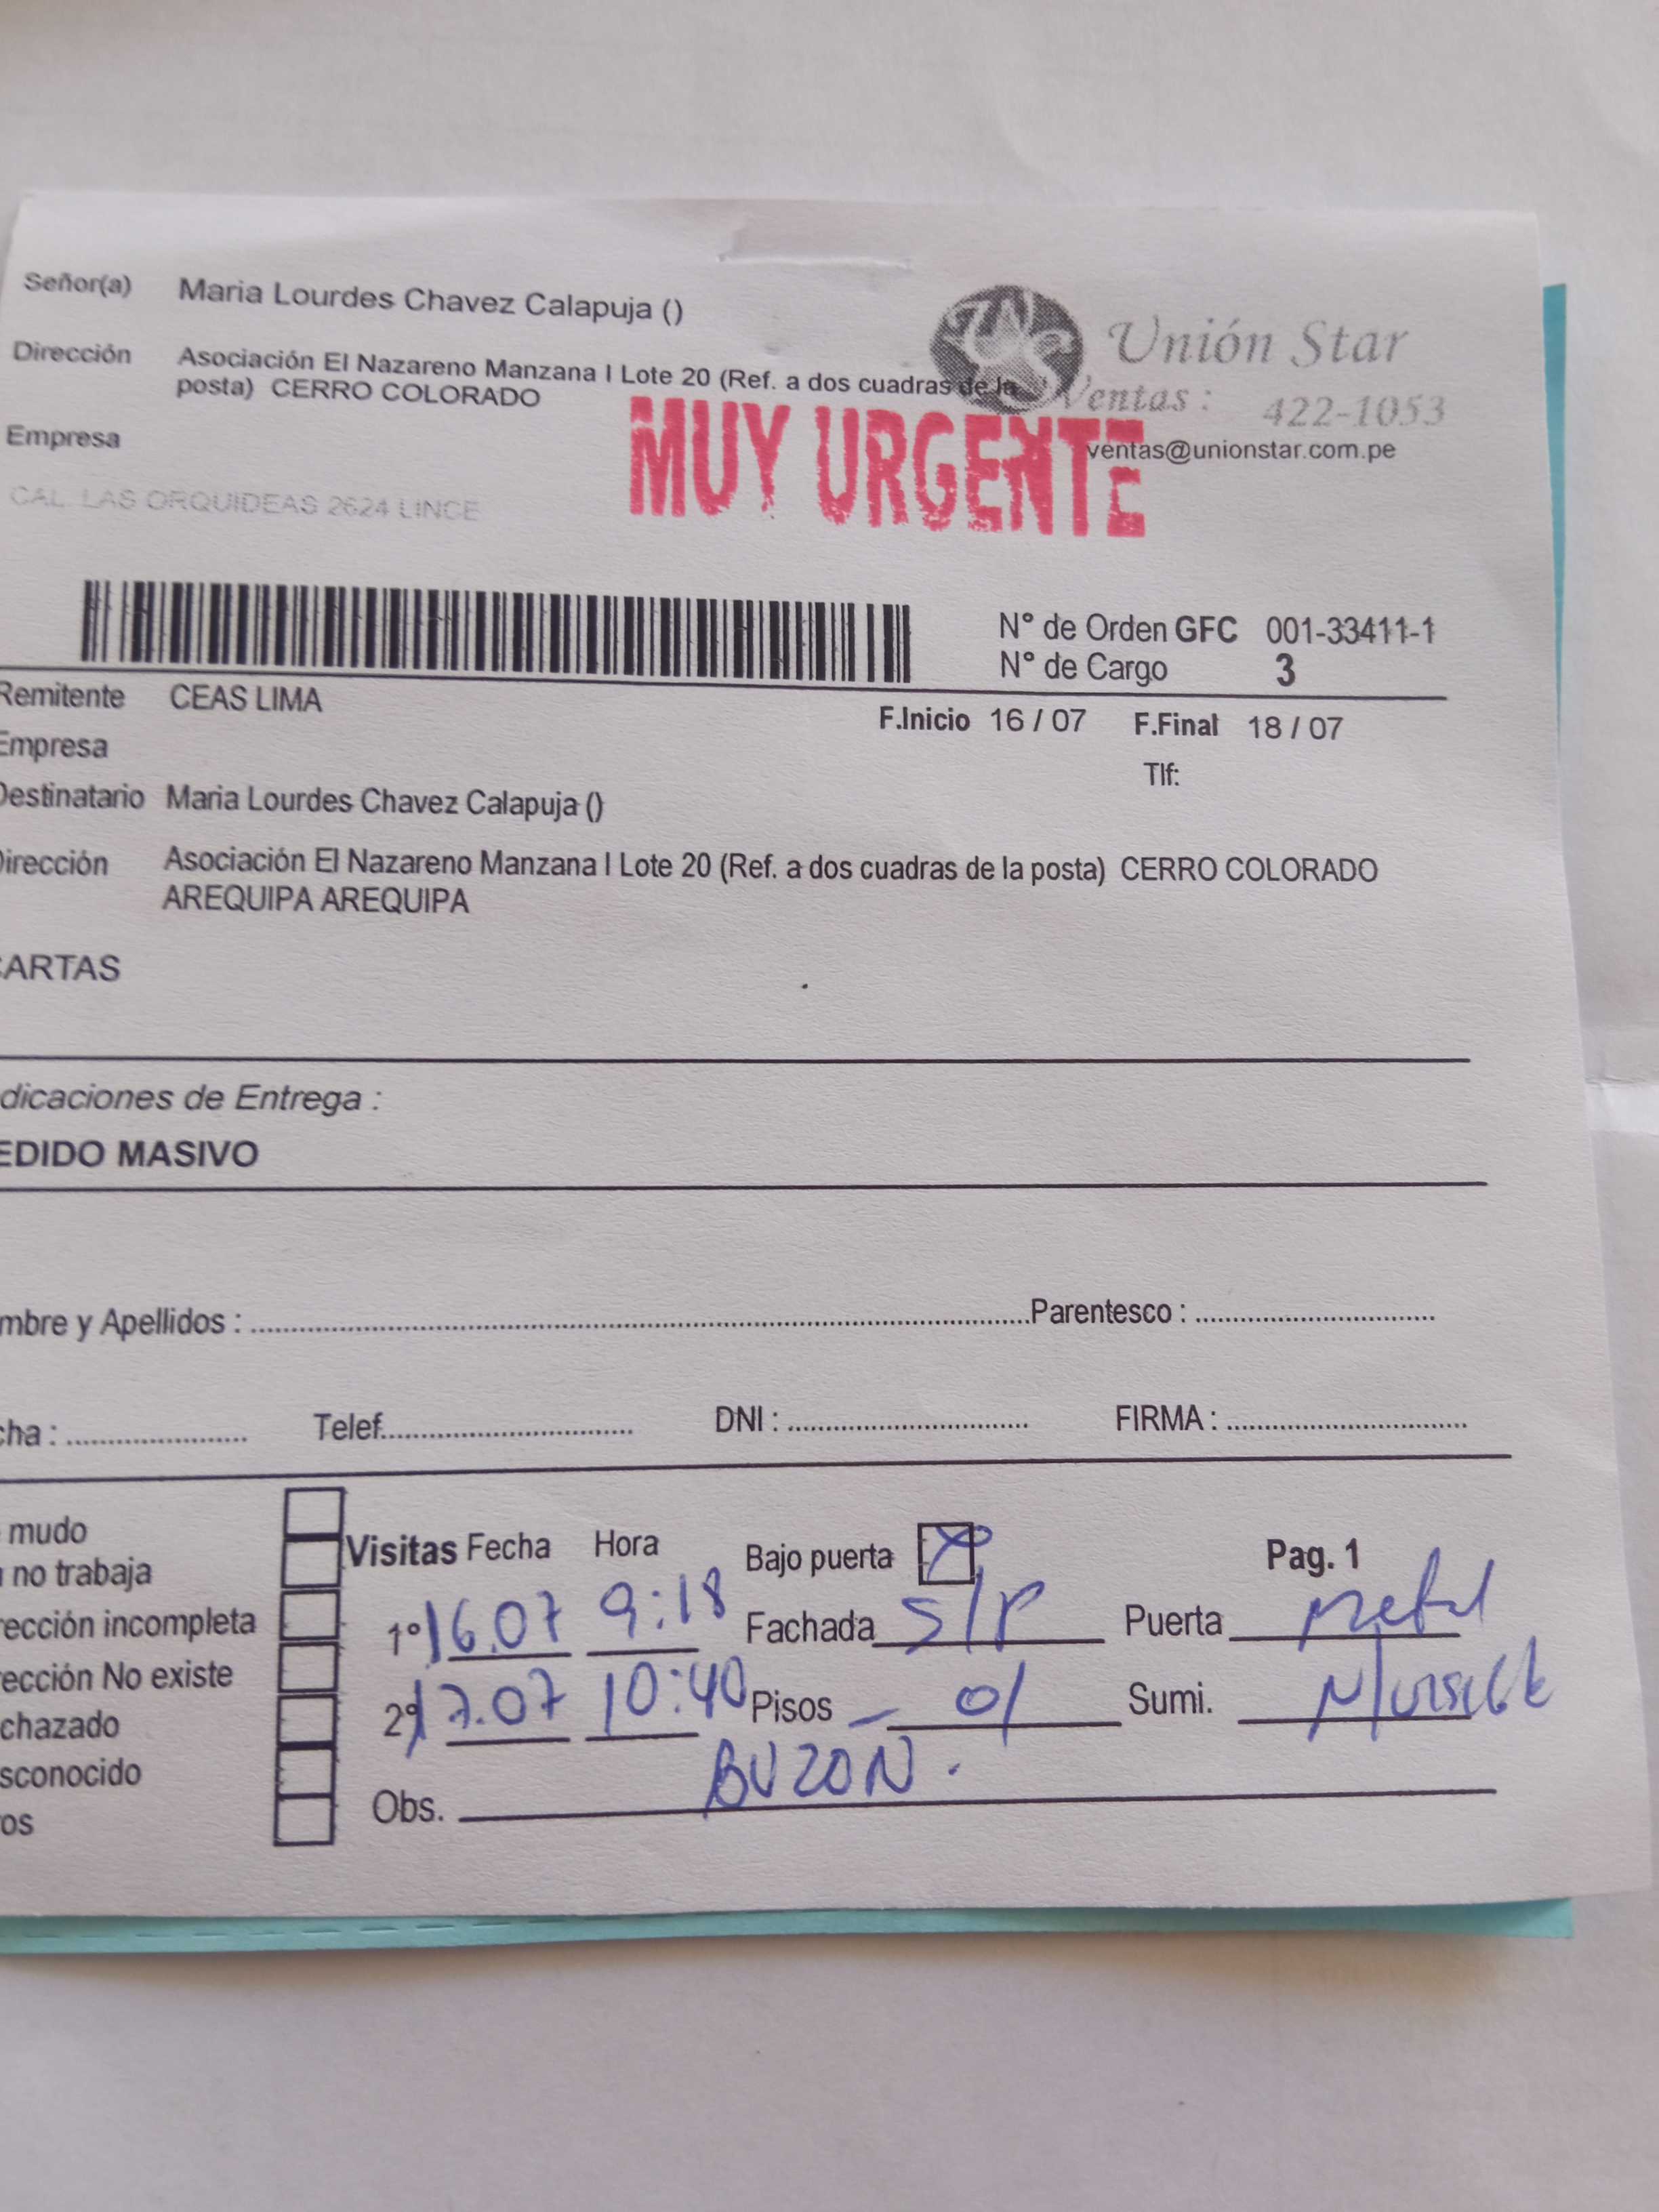 Señor(a) Maria Lourdes Chavez Calapuja ()
Dirección Asociación El Nazareno Manzana I Lote 20 (Ref. a dos cuadras de la
posta) CERRO COLORADO
Empresa
CAL. LAS ORQUIDEAS 2624 LINCE
Unión Star
Ventas : 422-1053
ventas@unionstar.com.pe
MUY URGENTE
N° de Orden GFC 001-33411-1
N° de Cargo 3
Remitente CEAS LIMA
F.Inicio 16 / 07 F.Final 18 / 07
Empresa
Tlf:
Destinatario Maria Lourdes Chavez Calapuja ()
Dirección Asociación El Nazareno Manzana I Lote 20 (Ref. a dos cuadras de la posta) CERRO COLORADO
AREQUIPA AREQUIPA
CARTAS
dicaciones de Entrega :
EDIDO MASIVO
mbre y Apellidos : Parentesco :
cha : Telef. DNI : FIRMA :
mudo
no trabaja
rección incompleta
rección No existe
chazado
sconocido
os
Visitas Fecha Hora
1° 16.07 9:18
2° 17.07 10:40
Bajo puerta X Pag. 1
Fachada S/P Puerta metal
Pisos - 01 Sumi. N/visible
Obs. BUZON.